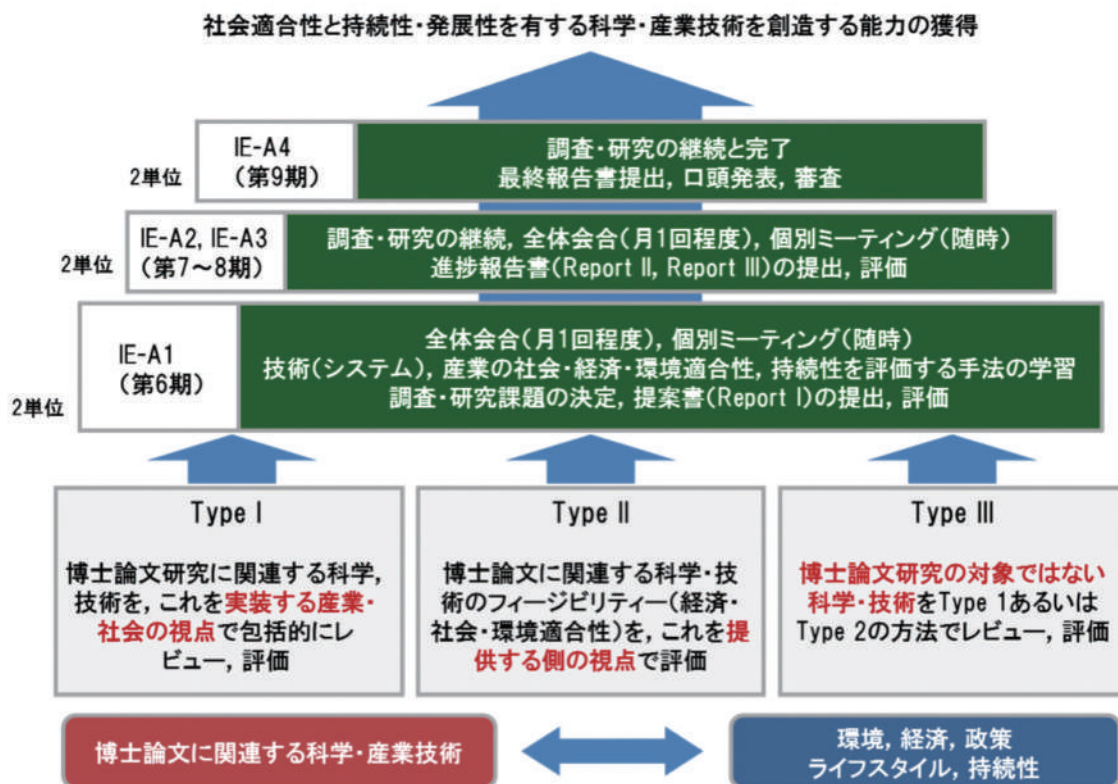 社会適合性と持続性・発展性を有する科学・産業技術を創造する能力の獲得
2単位
IE-A4
(第9期)
調査・研究の継続と完了
最終報告書提出, 口頭発表, 審査
2単位
IE-A2, IE-A3
(第7～8期)
調査・研究の継続, 全体会合(月1回程度), 個別ミーティング(随時)
進捗報告書(Report II, Report III)の提出, 評価
2単位
IE-A1
(第6期)
全体会合(月1回程度), 個別ミーティング(随時)
技術(システム), 産業の社会・経済・環境適合性, 持続性を評価する手法の学習
調査・研究課題の決定, 提案書(Report I)の提出, 評価
Type I
博士論文研究に関連する科学,
技術を, これを実装する産業・
社会の視点で包括的にレ
ビュー, 評価
Type II
博士論文に関連する科学・技
術のフィージビリティー(経済・
社会・環境適合性)を, これを提
供する側の視点で評価
Type III
博士論文研究の対象ではない
科学・技術をType 1あるいは
Type 2の方法でレビュー, 評価
博士論文に関連する科学・産業技術
環境, 経済, 政策
ライフスタイル, 持続性